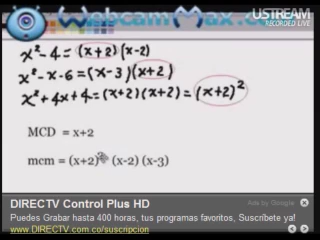 WebcamMax.com
USTREAM
RECORDED LIVE
x²-4=(x+2)(x-2)
x²-x-6=(x-3)(x+2)
x²+4x+4=(x+2)(x+2)=(x+2)²
MCD = x+2
mcm = (x+2)² (x-2) (x-3)
DIRECTV Control Plus HD
Ads by Google
Puedes Grabar hasta 400 horas, tus programas favoritos, Suscríbete ya!
www.DIRECTV.com.co/suscripcion